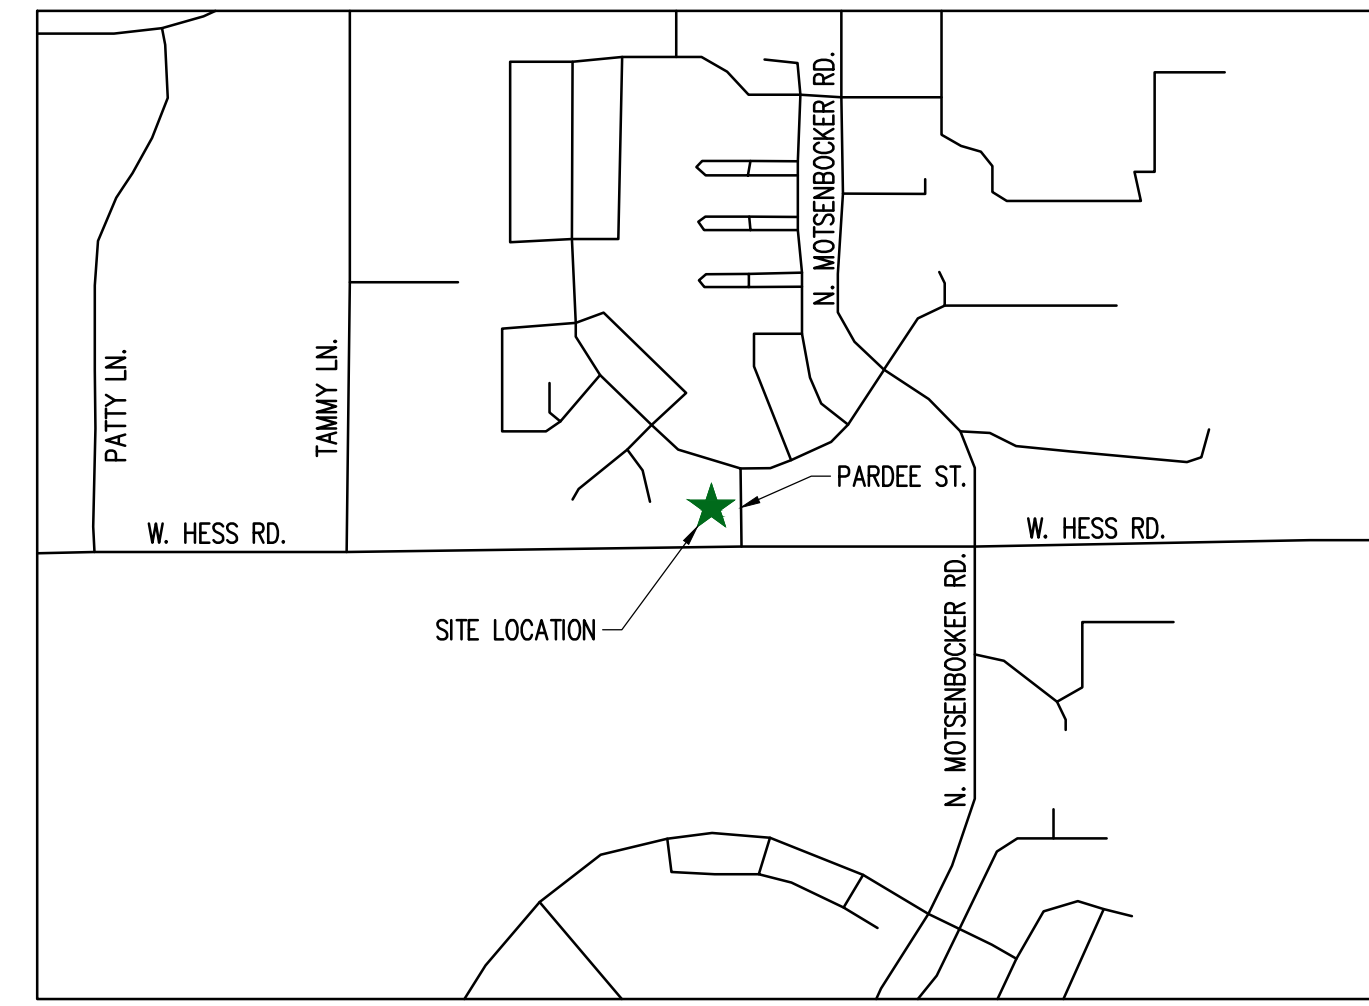 N. MOTSENBOCKER RD.
PATTY LN.
TAMMY LN.
PARDEE ST.
W. HESS RD.
W. HESS RD.
SITE LOCATION
N. MOTSENBOCKER RD.